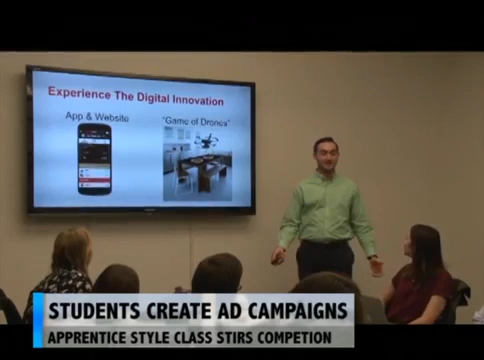 Experience The Digital Innovation
App & Website
"Game of Drones"
STUDENTS CREATE AD CAMPAIGNS
APPRENTICE STYLE CLASS STIRS COMPETION